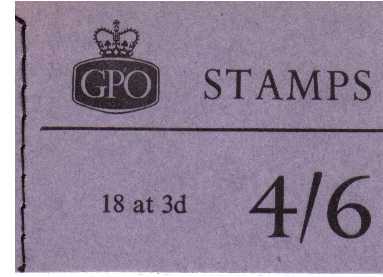 GPO STAMPS
18 at 3d 4/6